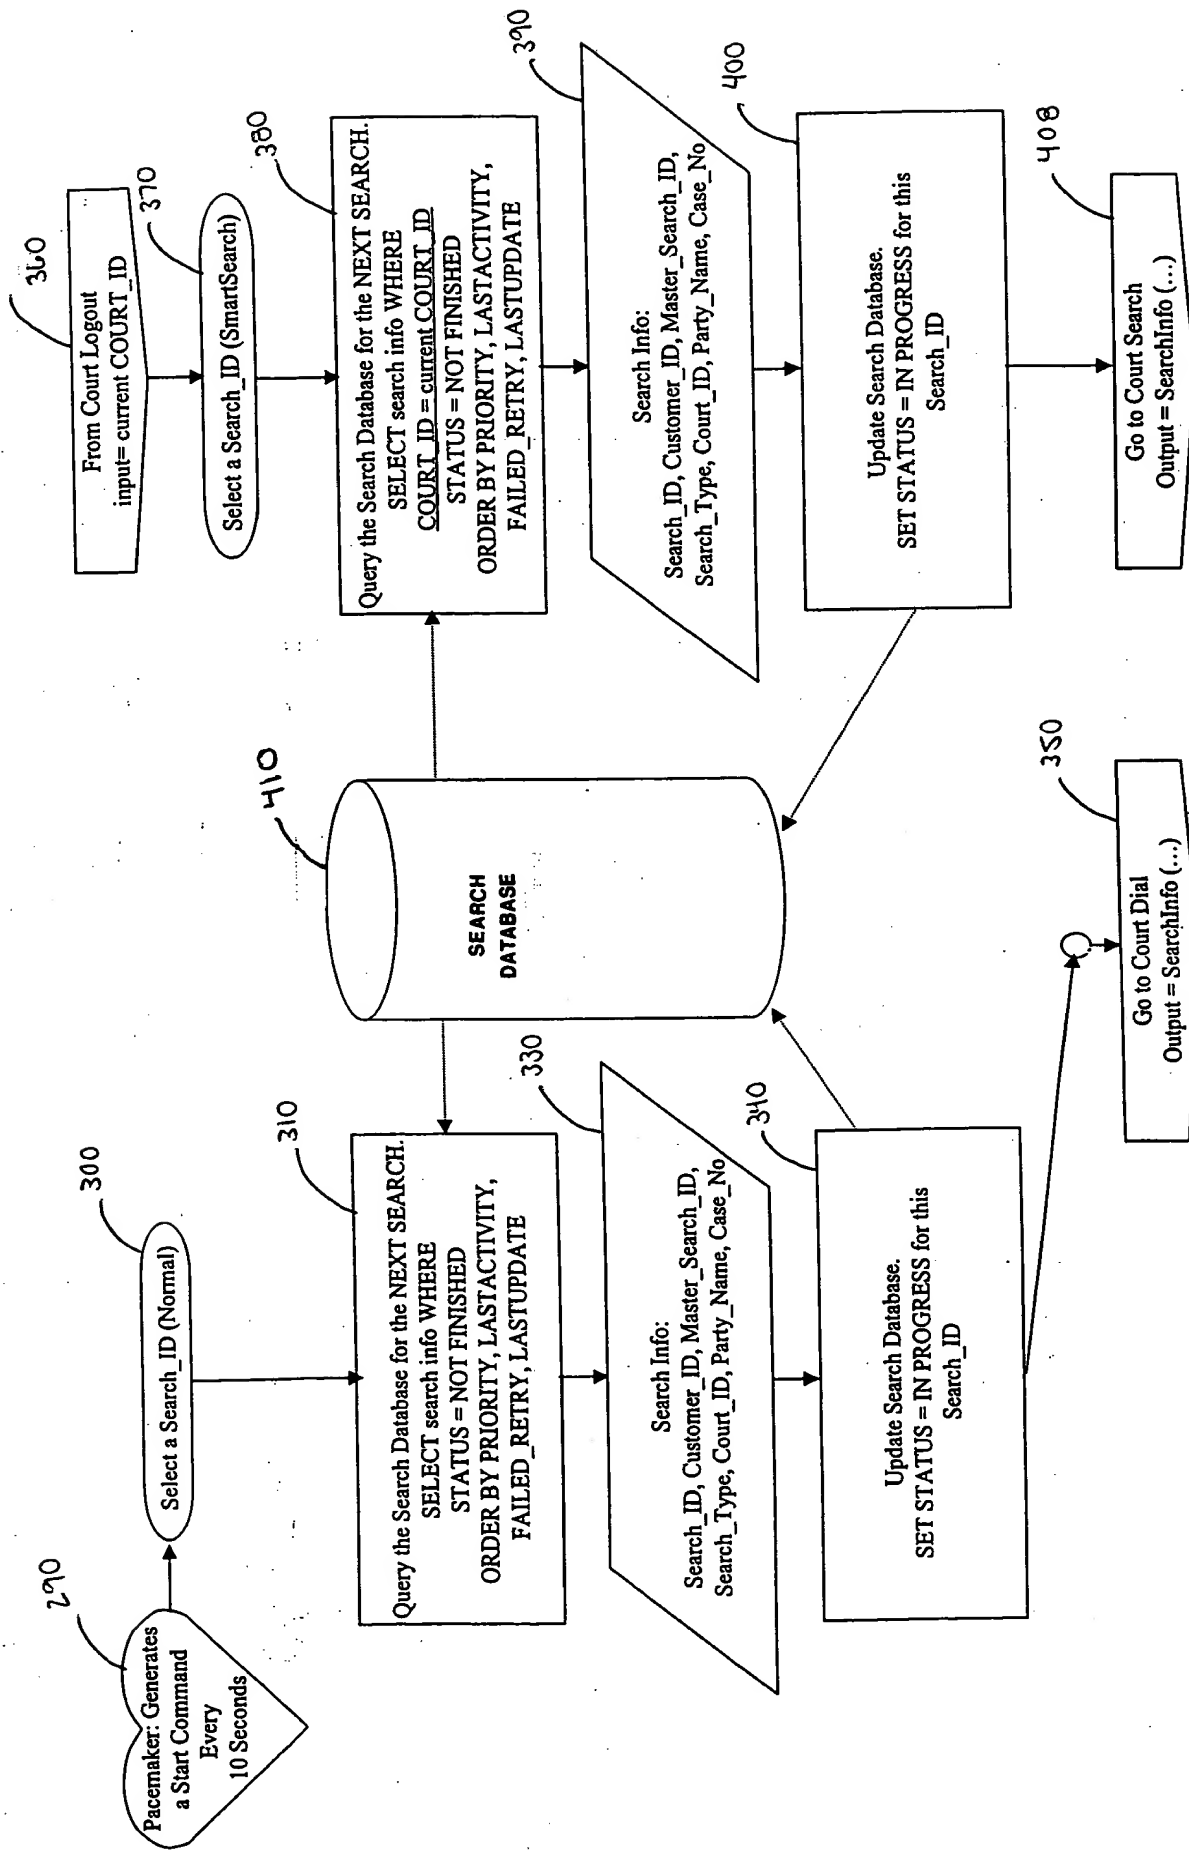 290
Pacemaker: Generates
a Start Command
Every
10 Seconds
300
Select a Search_ID (Normal)
310
Query the Search Database for the NEXT SEARCH.
SELECT search info WHERE
STATUS = NOT FINISHED
ORDER BY PRIORITY, LASTACTIVITY,
FAILED_RETRY, LASTUPDATE
330
Search Info:
Search_ID, Customer_ID, Master_Search_ID,
Search_Type, Court_ID, Party_Name, Case_No
340
Update Search Database.
SET STATUS = IN PROGRESS for this
Search_ID
350
Go to Court Dial
Output = SearchInfo (...)
410
SEARCH
DATABASE
360
From Court Logout
input= current COURT_ID
370
Select a Search_ID (SmartSearch)
380
Query the Search Database for the NEXT SEARCH.
SELECT search info WHERE
COURT_ID = current COURT_ID
STATUS = NOT FINISHED
ORDER BY PRIORITY, LASTACTIVITY,
FAILED_RETRY, LASTUPDATE
390
Search Info:
Search_ID, Customer_ID, Master_Search_ID,
Search_Type, Court_ID, Party_Name, Case_No
400
Update Search Database.
SET STATUS = IN PROGRESS for this
Search_ID
408
Go to Court Search
Output = SearchInfo (...)